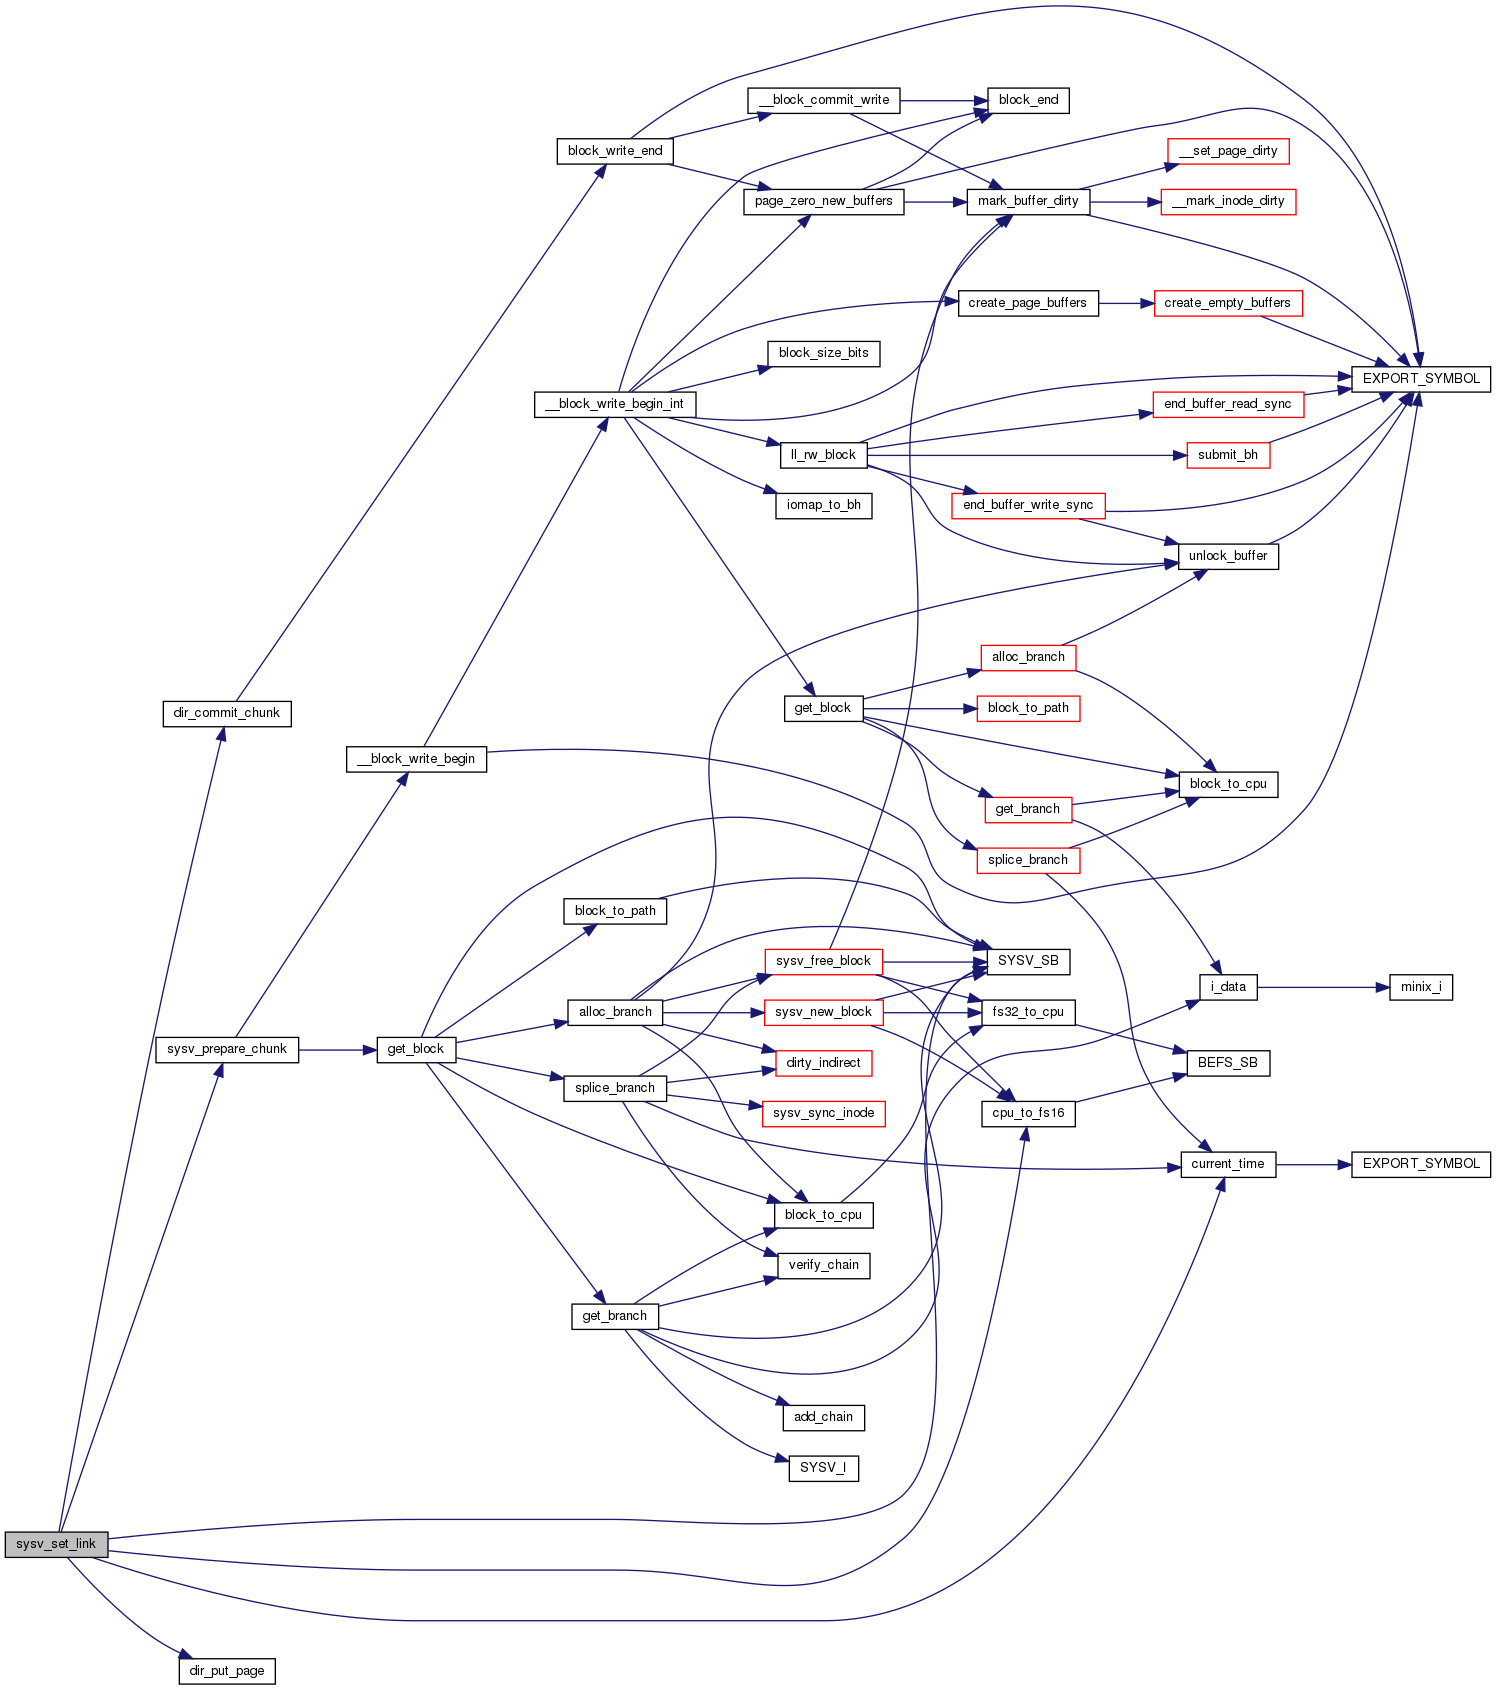 __block_commit_write
block_end
block_write_end
__set_page_dirty
page_zero_new_buffers
mark_buffer_dirty
__mark_inode_dirty
create_page_buffers
create_empty_buffers
block_size_bits
EXPORT_SYMBOL
__block_write_begin_int
end_buffer_read_sync
ll_rw_block
submit_bh
iomap_to_bh
end_buffer_write_sync
unlock_buffer
alloc_branch
get_block
block_to_path
dir_commit_chunk
__block_write_begin
block_to_cpu
get_branch
splice_branch
block_to_path
sysv_free_block
SYSV_SB
i_data
minix_i
alloc_branch
sysv_new_block
fs32_to_cpu
sysv_prepare_chunk
get_block
dirty_indirect
BEFS_SB
splice_branch
sysv_sync_inode
cpu_to_fs16
current_time
EXPORT_SYMBOL
block_to_cpu
verify_chain
get_branch
add_chain
SYSV_I
sysv_set_link
dir_put_page